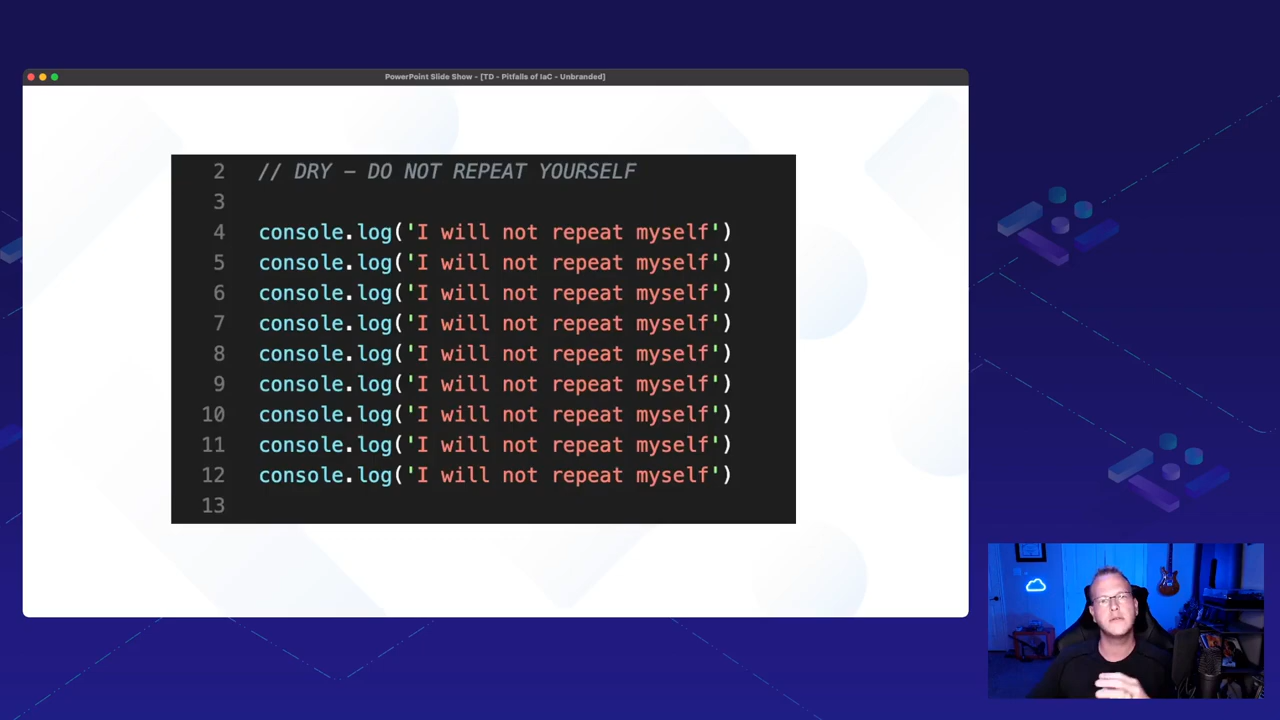 PowerPoint Slide Show - [TD - Pitfalls of IaC - Unbranded]
2 // DRY – DO NOT REPEAT YOURSELF
3
4 console.log('I will not repeat myself')
5 console.log('I will not repeat myself')
6 console.log('I will not repeat myself')
7 console.log('I will not repeat myself')
8 console.log('I will not repeat myself')
9 console.log('I will not repeat myself')
10 console.log('I will not repeat myself')
11 console.log('I will not repeat myself')
12 console.log('I will not repeat myself')
13